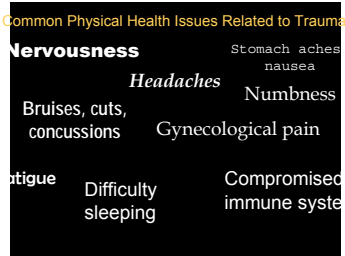 Common Physical Health Issues Related to Trauma
Nervousness
Stomach aches
nausea
Headaches
Numbness
Bruises, cuts,
concussions
Gynecological pain
atigue
Difficulty
sleeping
Compromised
immune syste